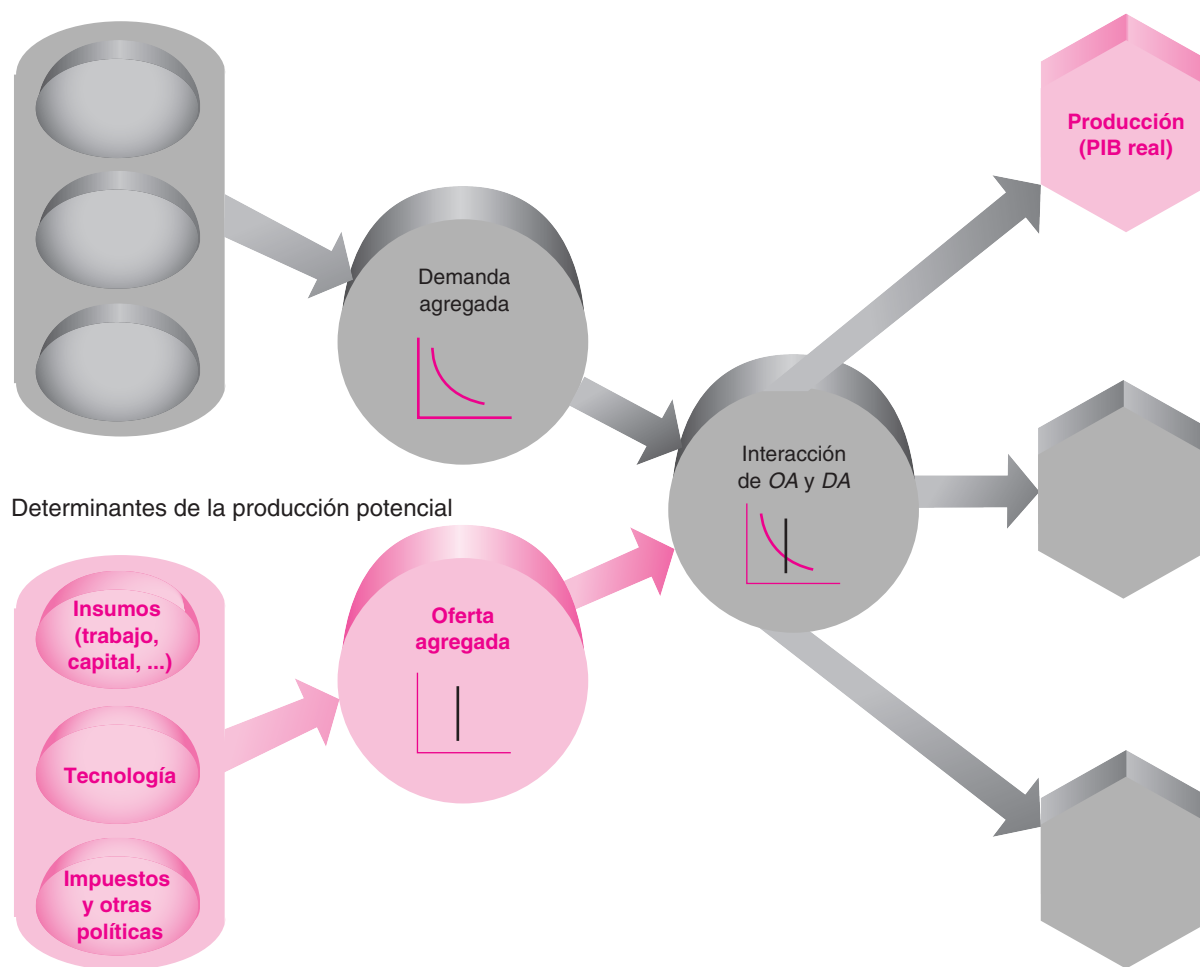 Producción
(PIB real)
Demanda
agregada
Interacción
de OA y DA
Determinantes de la producción potencial
Insumos
(trabajo,
capital, ...)
Oferta
agregada
Tecnología
Impuestos
y otras
políticas